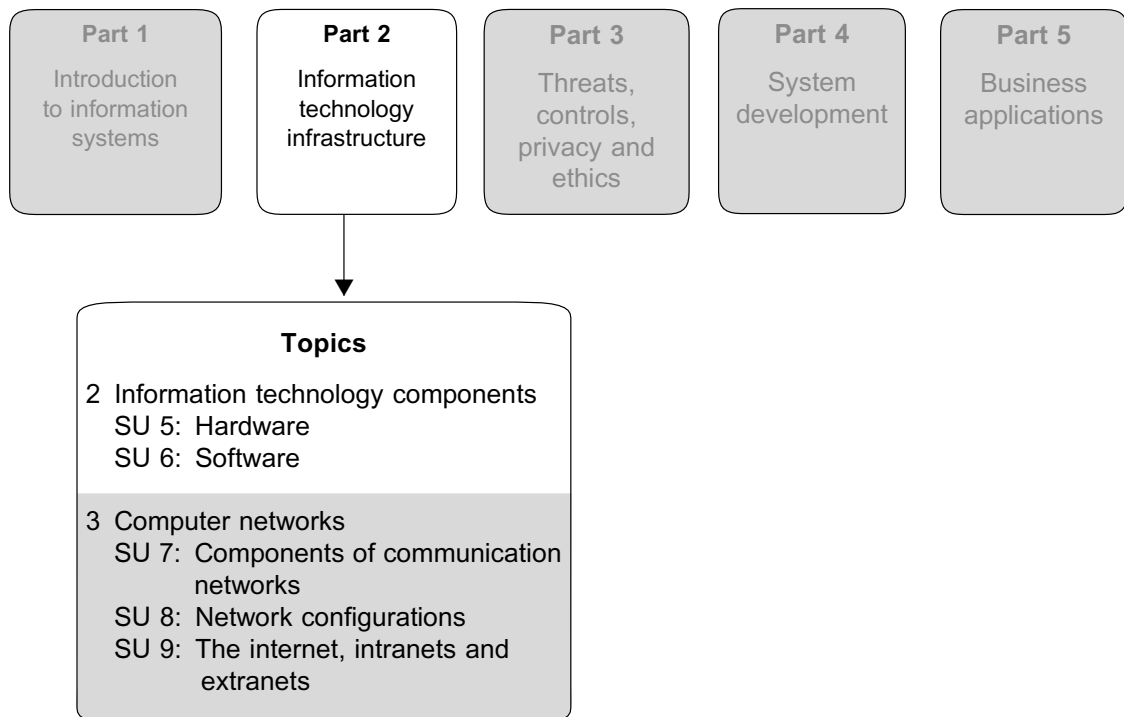 Part 1
Introduction
to information
systems
Part 2
Information
technology
infrastructure
Part 3
Threats,
controls,
privacy and
ethics
Part 4
System
development
Part 5
Business
applications
Topics
2 Information technology components
SU 5: Hardware
SU 6: Software
3 Computer networks
SU 7: Components of communication
networks
SU 8: Network configurations
SU 9: The internet, intranets and
extranets